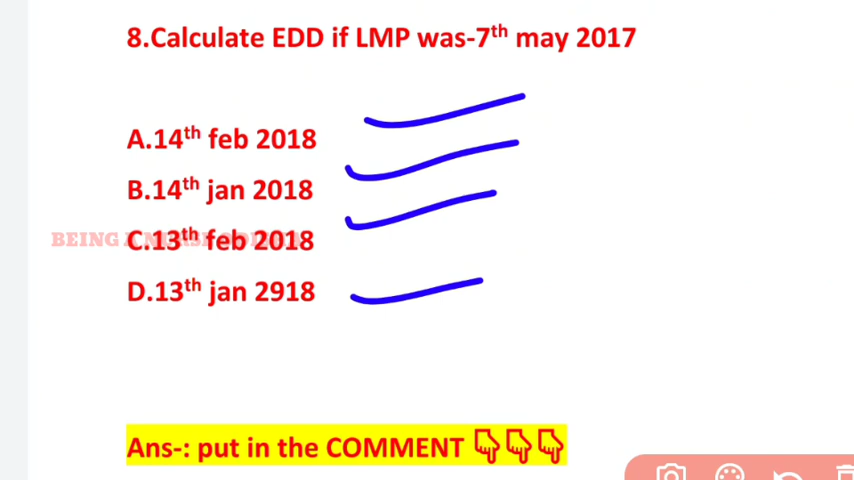 8.Calculate EDD if LMP was-7th may 2017
A.14th feb 2018
B.14th jan 2018
C.13th feb 2018
D.13th jan 2918
Ans-: put in the COMMENT